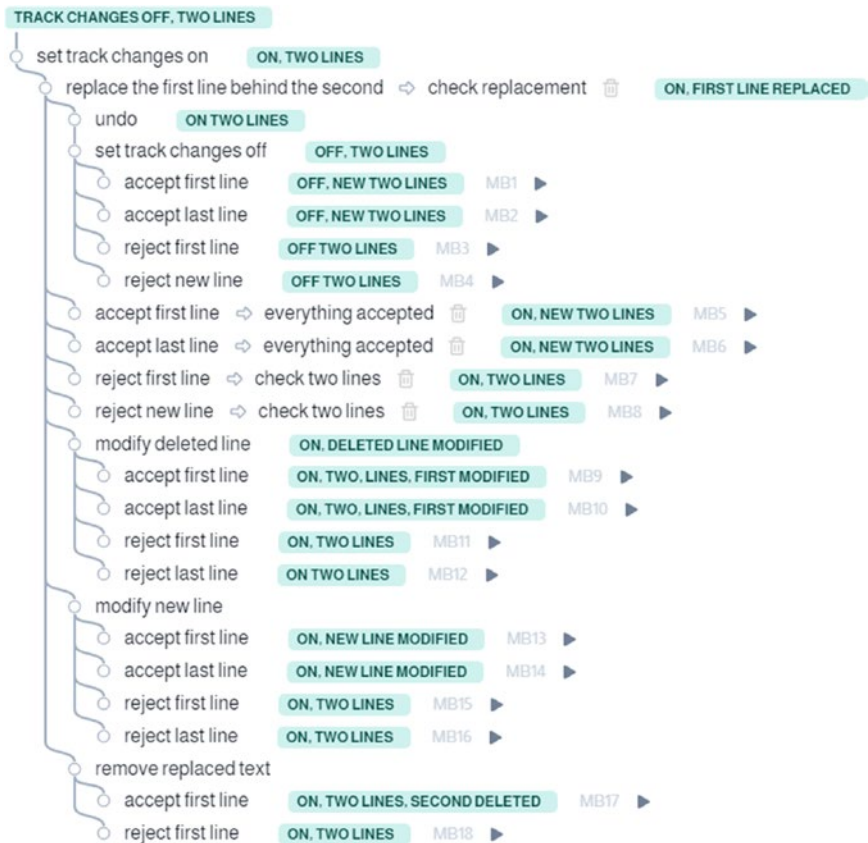 TRACK CHANGES OFF, TWO LINES
set track changes on ON, TWO LINES
replace the first line behind the second ⇨ check replacement ON, FIRST LINE REPLACED
undo ON TWO LINES
set track changes off OFF, TWO LINES
accept first line OFF, NEW TWO LINES MB1
accept last line OFF, NEW TWO LINES MB2
reject first line OFF TWO LINES MB3
reject new line OFF TWO LINES MB4
accept first line ⇨ everything accepted ON, NEW TWO LINES MB5
accept last line ⇨ everything accepted ON, NEW TWO LINES MB6
reject first line ⇨ check two lines ON, TWO LINES MB7
reject new line ⇨ check two lines ON, TWO LINES MB8
modify deleted line ON, DELETED LINE MODIFIED
accept first line ON, TWO, LINES, FIRST MODIFIED MB9
accept last line ON, TWO, LINES, FIRST MODIFIED MB10
reject first line ON, TWO LINES MB11
reject last line ON TWO LINES MB12
modify new line
accept first line ON, NEW LINE MODIFIED MB13
accept last line ON, NEW LINE MODIFIED MB14
reject first line ON, TWO LINES MB15
reject last line ON, TWO LINES MB16
remove replaced text
accept first line ON, TWO LINES, SECOND DELETED MB17
reject first line ON, TWO LINES MB18